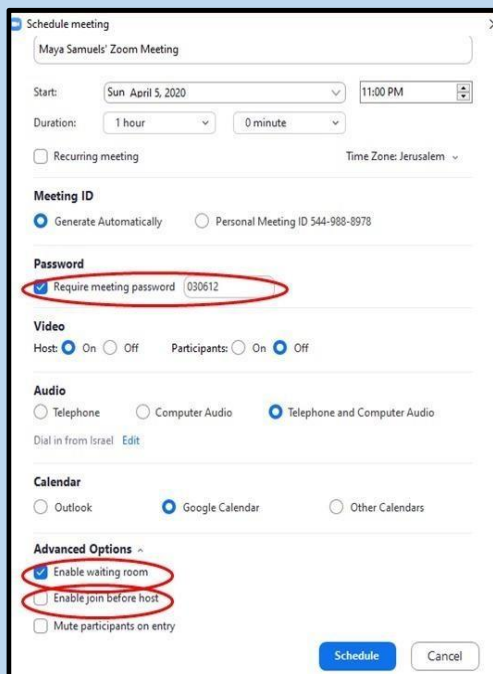 Schedule meeting
Maya Samuels' Zoom Meeting
Start: Sun April 5, 2020 11:00 PM
Duration: 1 hour 0 minute
Recurring meeting Time Zone: Jerusalem
Meeting ID
Generate Automatically Personal Meeting ID 544-988-8978
Password
Require meeting password 030612
Video
Host: On Off Participants: On Off
Audio
Telephone Computer Audio Telephone and Computer Audio
Dial in from Israel Edit
Calendar
Outlook Google Calendar Other Calendars
Advanced Options
Enable waiting room
Enable join before host
Mute participants on entry
Schedule Cancel